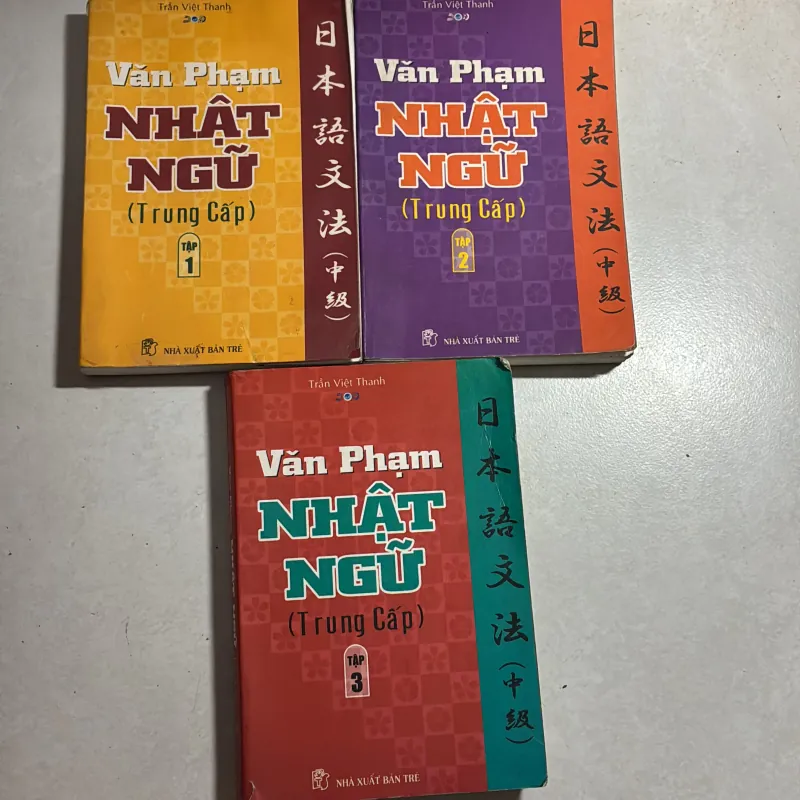 Trần Việt Thanh
Văn Phạm
NHẬT
NGỮ
(Trung Cấp)
TẬP
1
NHÀ XUẤT BẢN TRẺ
日本語文法(中級)
Trần Việt Thanh
Văn Phạm
NHẬT
NGỮ
(Trung Cấp)
TẬP
2
NHÀ XUẤT BẢN TRẺ
日本語文法(中級)
Trần Việt Thanh
Văn Phạm
NHẬT
NGỮ
(Trung Cấp)
TẬP
3
NHÀ XUẤT BẢN TRẺ
日本語文法(中級)